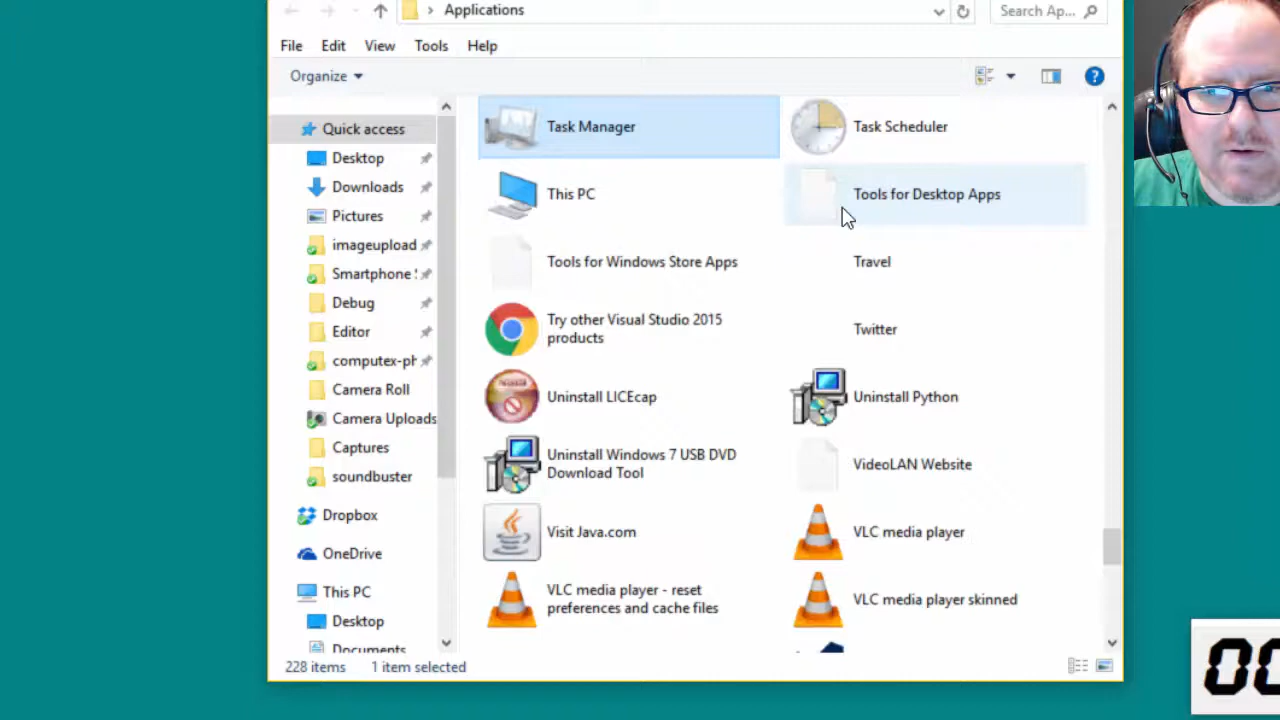 Applications
Search Ap...
File Edit View Tools Help
Organize
Quick access
Desktop
Downloads
Pictures
imageupload
Smartphone
Debug
Editor
computex-ph
Camera Roll
Camera Uploads
Captures
soundbuster
Dropbox
OneDrive
This PC
Desktop
Documents
Task Manager
Task Scheduler
This PC
Tools for Desktop Apps
Tools for Windows Store Apps
Travel
Try other Visual Studio 2015
products
Twitter
Uninstall LICEcap
Uninstall Python
Uninstall Windows 7 USB DVD
Download Tool
VideoLAN Website
Visit Java.com
VLC media player
VLC media player - reset
preferences and cache files
VLC media player skinned
228 items 1 item selected
00